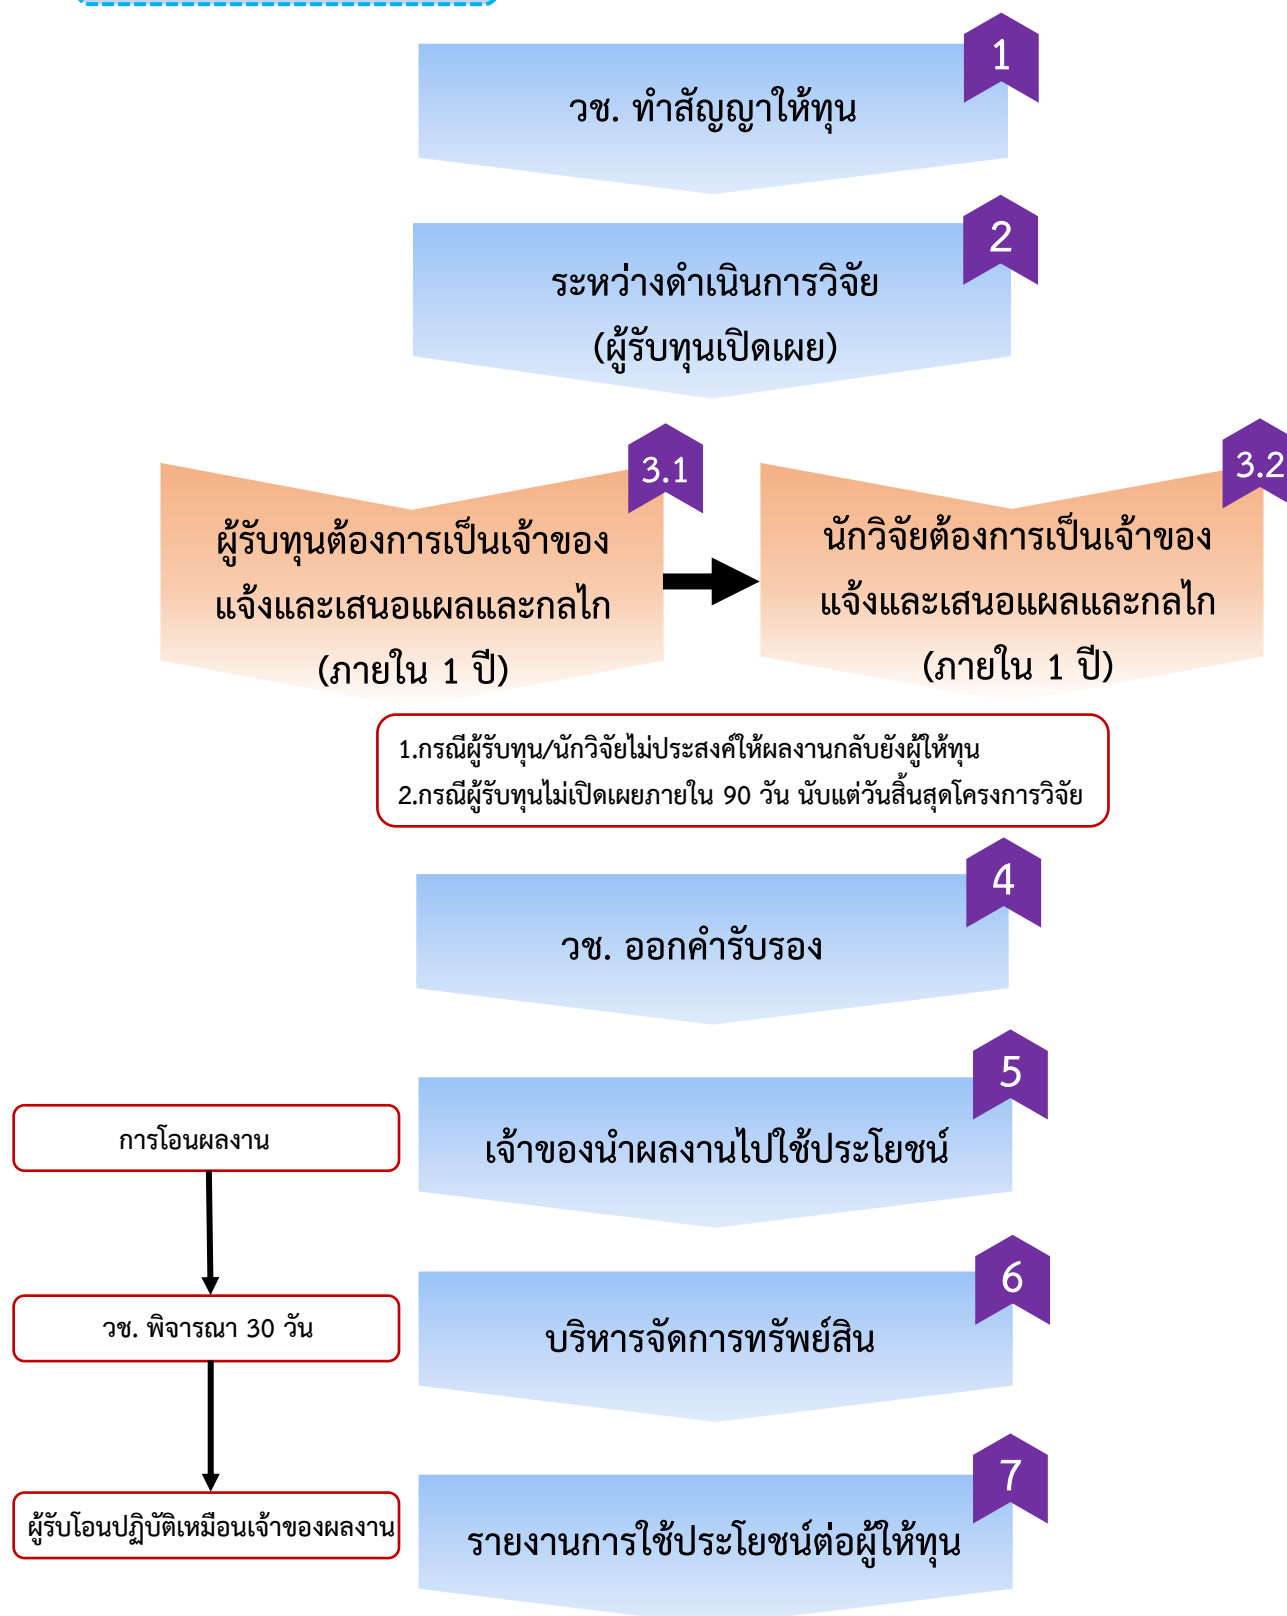 1
วช. ทำสัญญาให้ทุน
2
ระหว่างดำเนินการวิจัย
(ผู้รับทุนเปิดเผย)
3.1
ผู้รับทุนต้องการเป็นเจ้าของ
แจ้งและเสนอแผลและกลไก
(ภายใน 1 ปี)
3.2
นักวิจัยต้องการเป็นเจ้าของ
แจ้งและเสนอแผลและกลไก
(ภายใน 1 ปี)
1.กรณีผู้รับทุน/นักวิจัยไม่ประสงค์ให้ผลงานกลับยังผู้ให้ทุน
2.กรณีผู้รับทุนไม่เปิดเผยภายใน 90 วัน นับแต่วันสิ้นสุดโครงการวิจัย
4
วช. ออกคำรับรอง
5
เจ้าของนำผลงานไปใช้ประโยชน์
การโอนผลงาน
6
บริหารจัดการทรัพย์สิน
วช. พิจารณา 30 วัน
7
รายงานการใช้ประโยชน์ต่อผู้ให้ทุน
ผู้รับโอนปฏิบัติเหมือนเจ้าของผลงาน